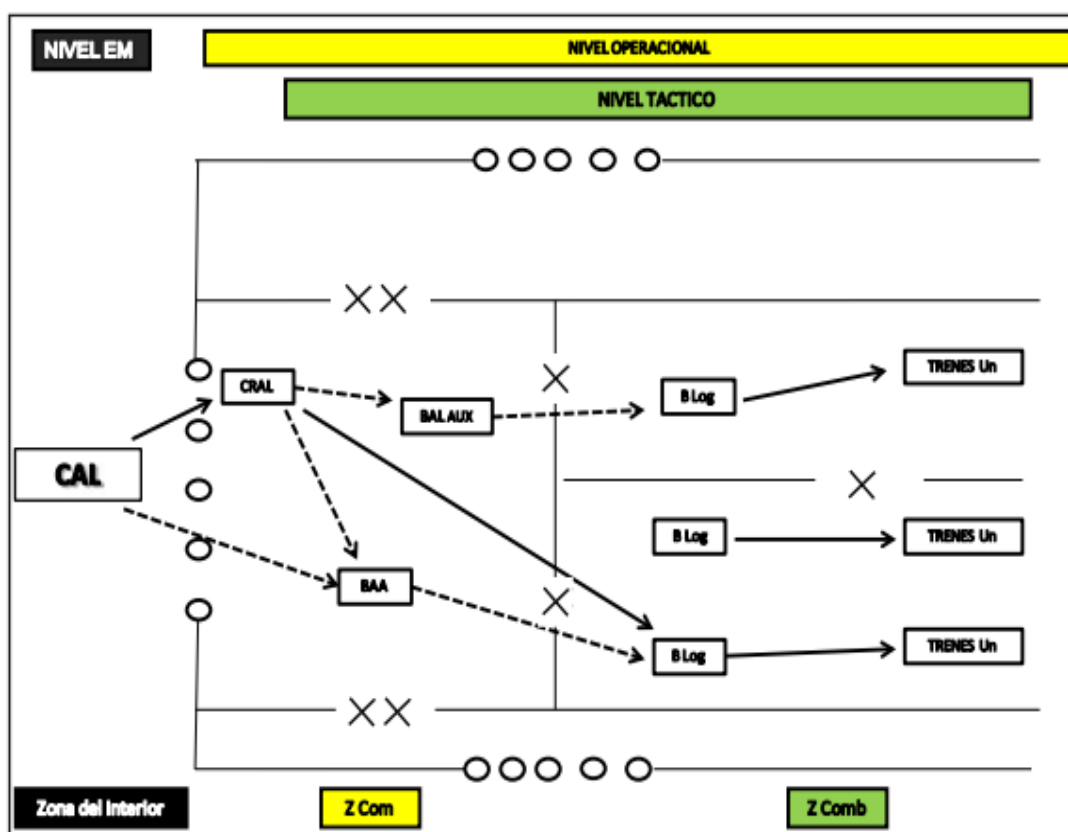 NIVEL EM
NIVEL OPERACIONAL
NIVEL TACTICO
CRAL
BAL AUX
B Log
TRENES Un
CAL
B Log
TRENES Un
BAA
B Log
TRENES Un
Zona del Interior
Z Com
Z Comb